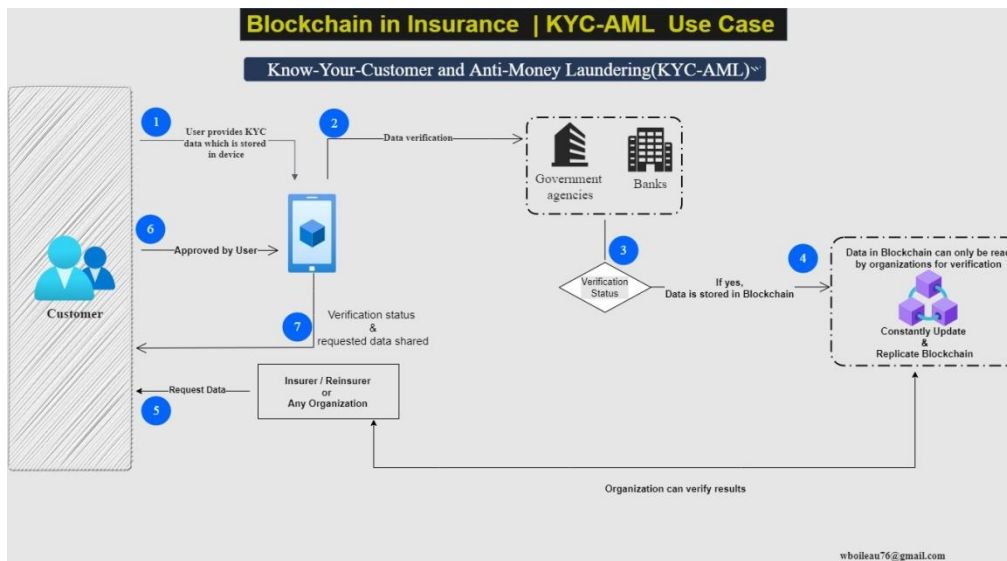 Blockchain in Insurance | KYC-AML Use Case
Know-Your-Customer and Anti-Money Laundering(KYC-AML)
1
User provides KYC
data which is stored
in device
2
Data verification
Government
agencies
Banks
3
Verification
Status
If yes,
Data is stored in Blockchain
4
Data in Blockchain can only be read
by organizations for verification
Constantly Update
&
Replicate Blockchain
6
Approved by User
Customer
7
Verification status
&
requested data shared
5
Request Data
Insurer / Reinsurer
or
Any Organization
Organization can verify results
wboileau76@gmail.com